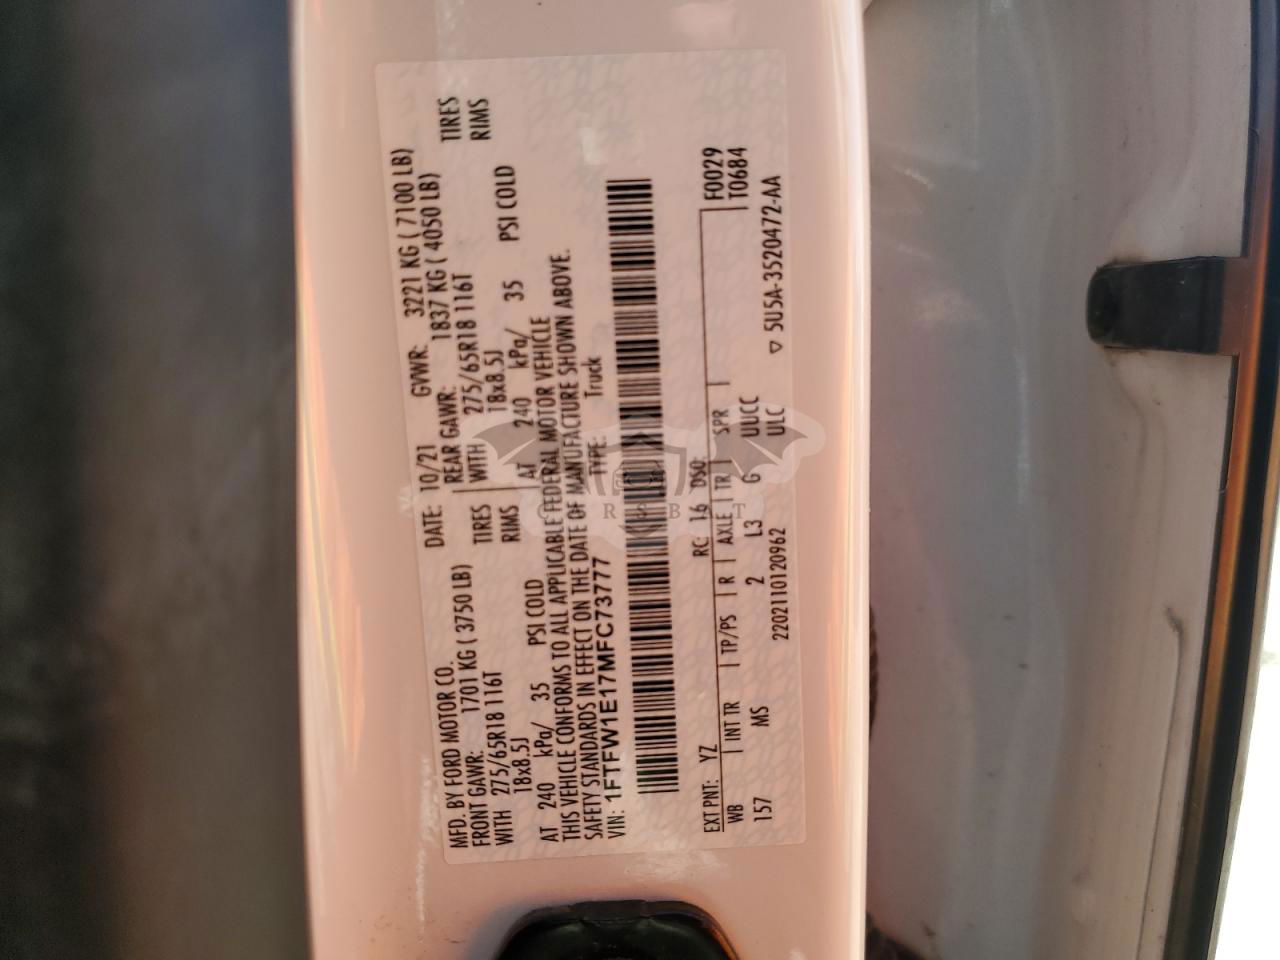 MFD. BY FORD MOTOR CO.
DATE: 10/21 GVWR: 3221 KG ( 7100 LB)
FRONT GAWR: 1701 KG ( 3750 LB)
REAR GAWR: 1837 KG ( 4050 LB)
WITH 275/65R18 116T TIRES
WITH 275/65R18 116T TIRES
18x8.5J RIMS
18x8.5J RIMS
AT 240 kPa/ 35 PSI COLD
AT 240 kPa/ 35 PSI COLD
THIS VEHICLE CONFORMS TO ALL APPLICABLE FEDERAL MOTOR VEHICLE
SAFETY STANDARDS IN EFFECT ON THE DATE OF MANUFACTURE SHOWN ABOVE.
VIN: 1FTFW1E17MFC73777
TYPE: Truck
EXT PNT: YZ RC: 16 DSO: F0029
WB INT TR TP/PS R AXLE TR SPR T0684
157 MS 2 L3 G UUCC
2202110120962 ULC ▽ 5U5A-3520472-AA
CARBAT